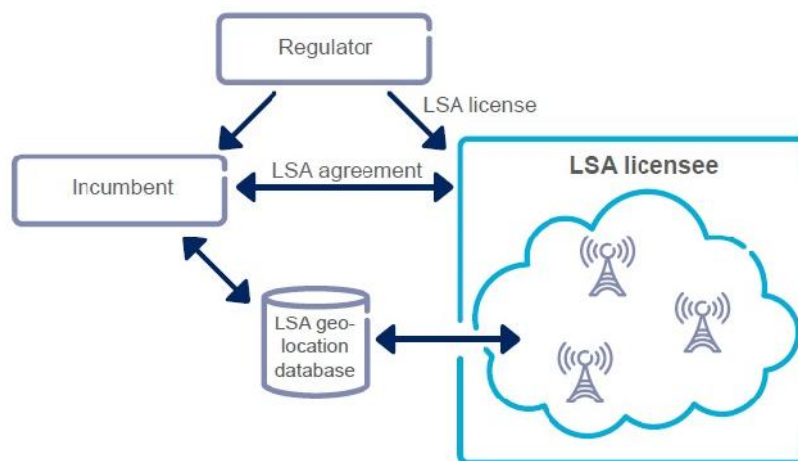 Regulator
LSA license
LSA agreement
LSA licensee
Incumbent
LSA geo-
location
database